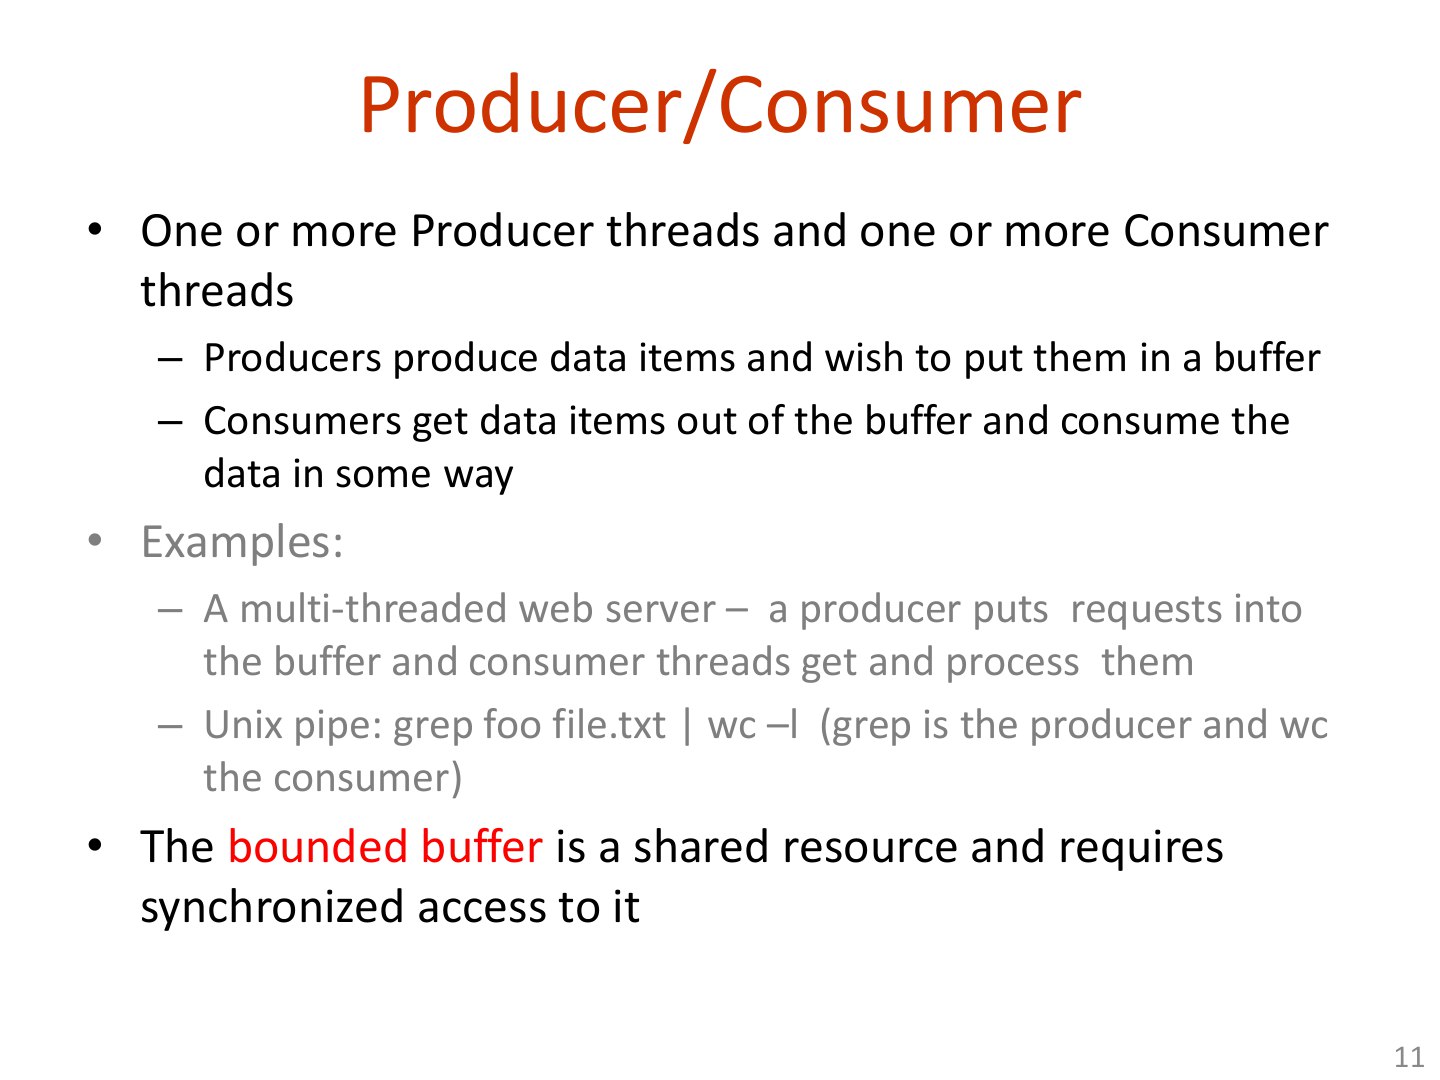 Producer/Consumer
• One or more Producer threads and one or more Consumer
threads
– Producers produce data items and wish to put them in a buffer
– Consumers get data items out of the buffer and consume the
data in some way
• Examples:
– A multi-threaded web server –  a producer puts  requests into
the buffer and consumer threads get and process  them
– Unix pipe: grep foo file.txt | wc –l  (grep is the producer and wc
the consumer)
• The bounded buffer is a shared resource and requires
synchronized access to it
11